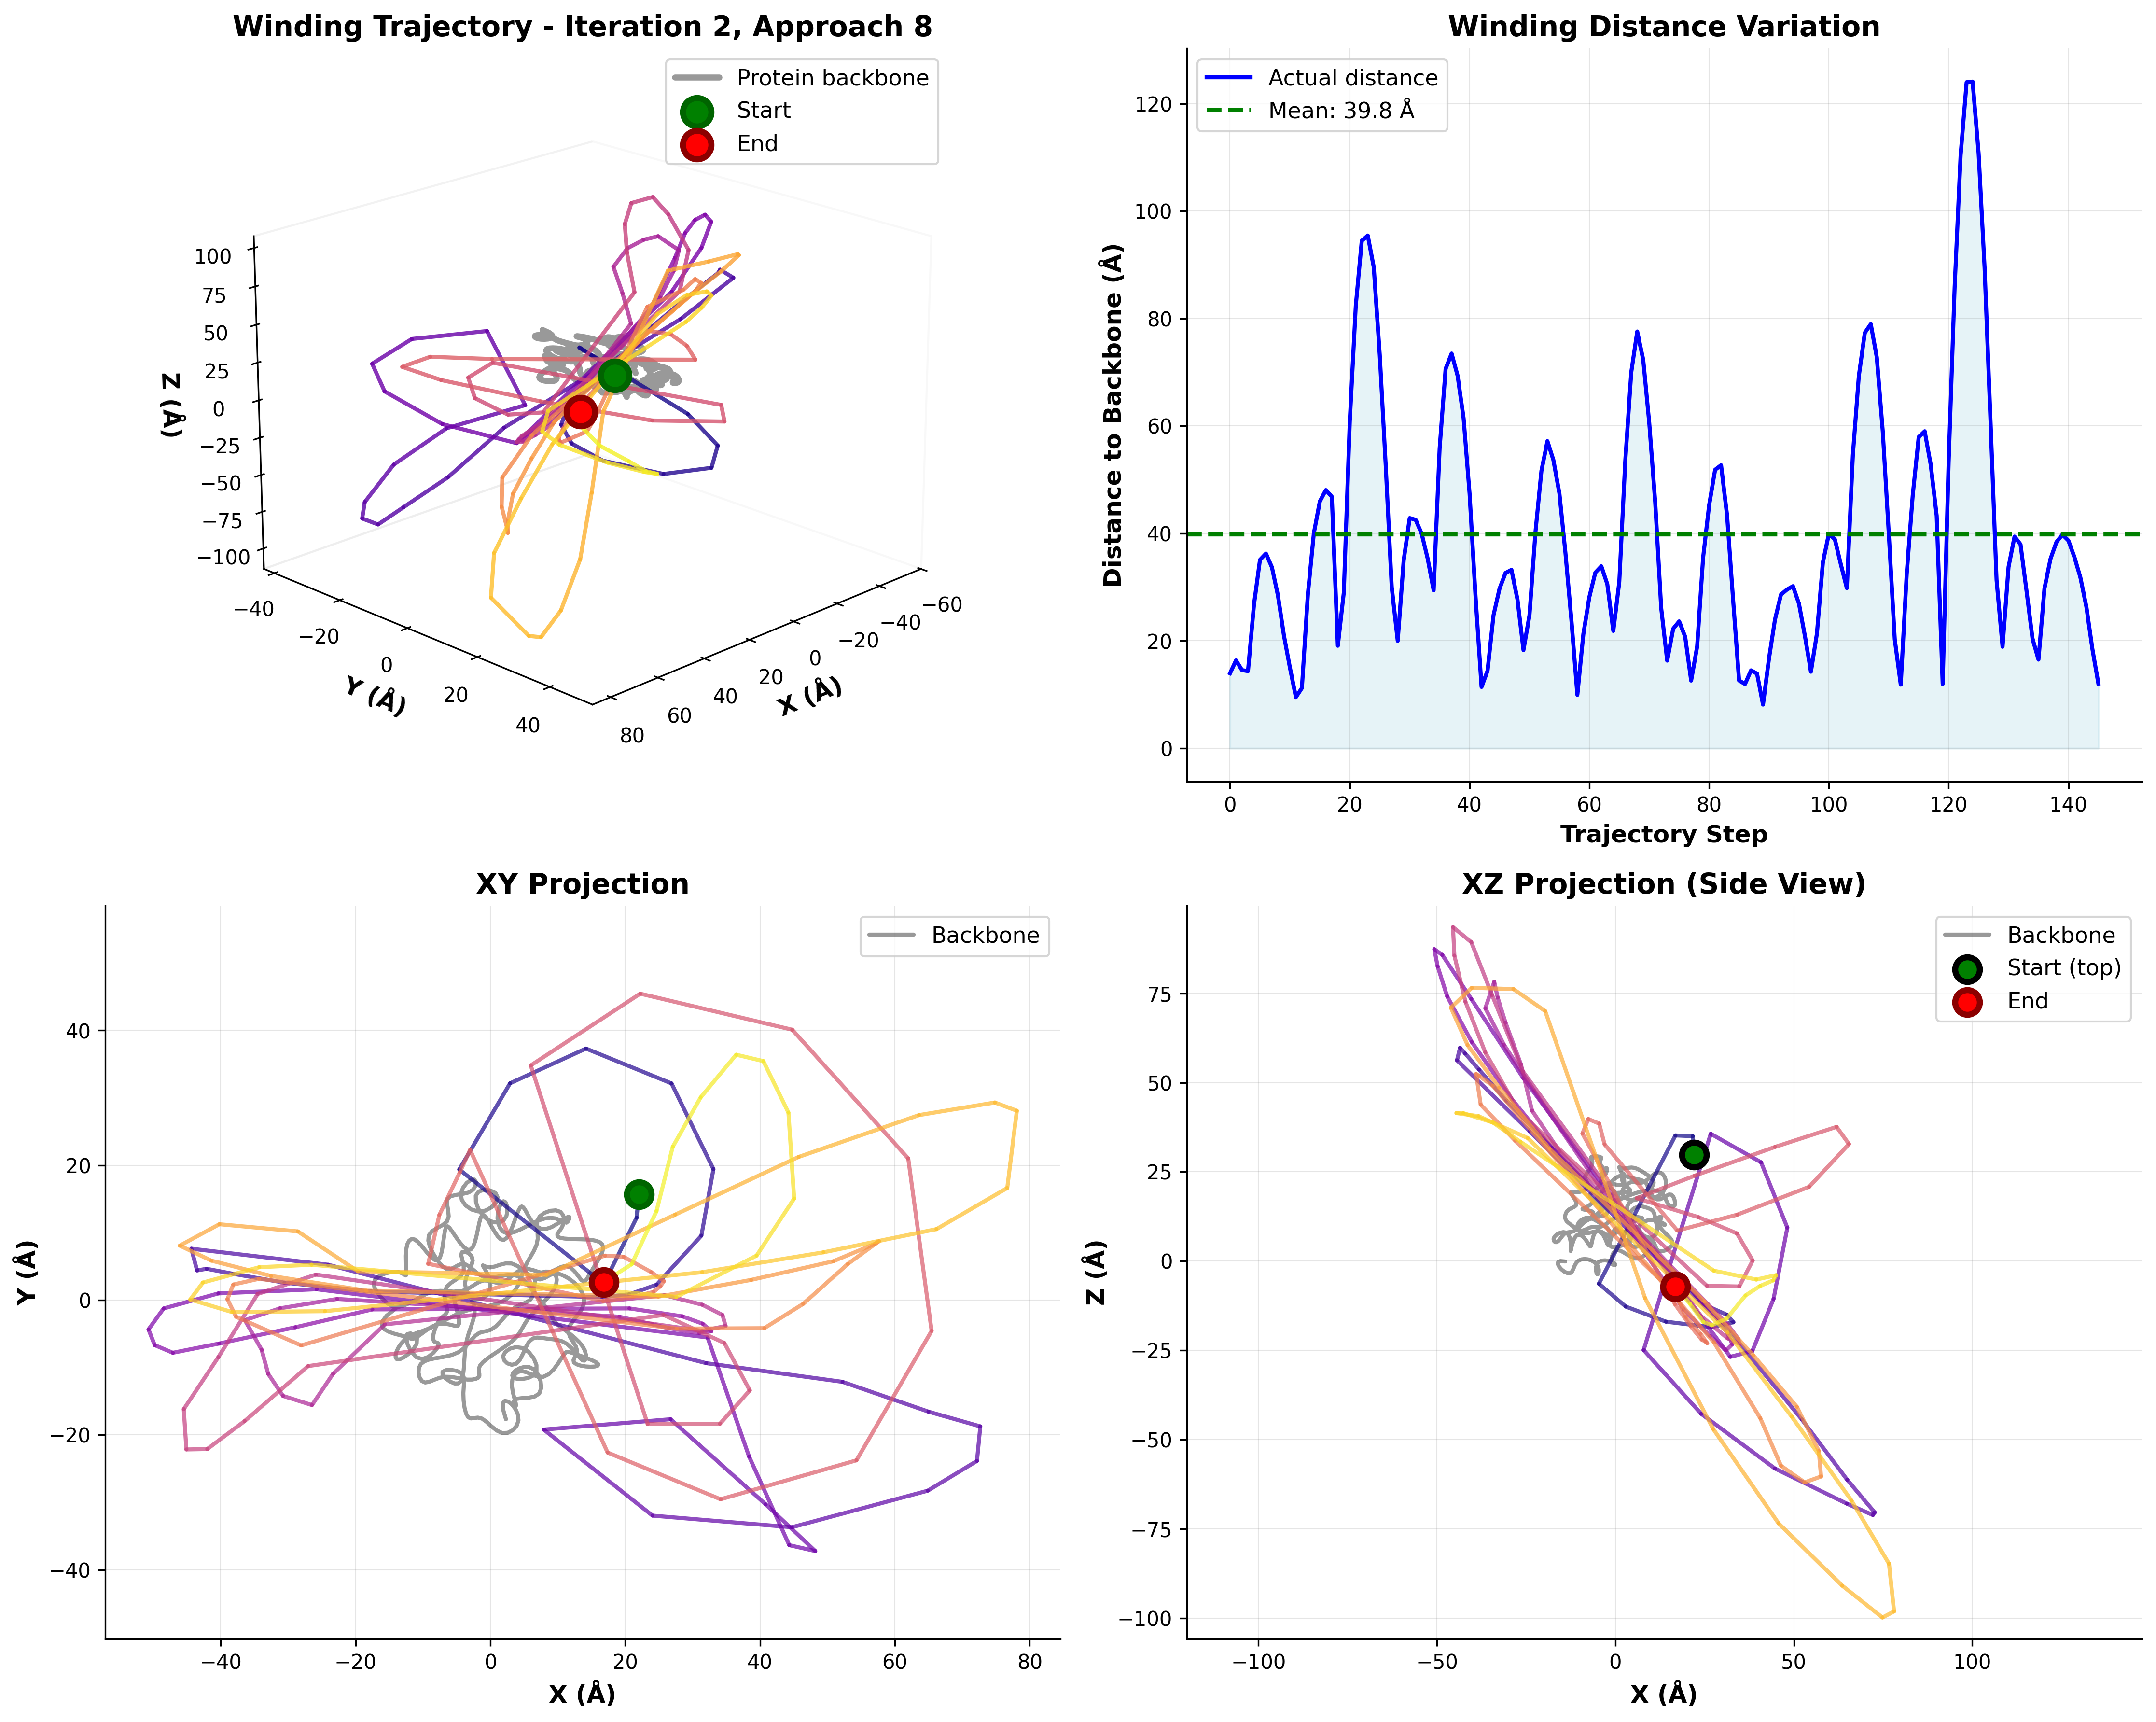 Winding Trajectory - Iteration 2, Approach 8
Protein backbone
Start
End
100
75
50
25
0
−25
−50
−75
−100
Z (Å)
−40
−20
0
20
40
Y (Å)
80
60
40
20
0
−20
−40
−60
X (Å)
Winding Distance Variation
Actual distance
Mean: 39.8 Å
120
100
80
60
40
20
0
Distance to Backbone (Å)
0 20 40 60 80 100 120 140
Trajectory Step
XY Projection
Backbone
40
20
0
−20
−40
Y (Å)
−40 −20 0 20 40 60 80
X (Å)
XZ Projection (Side View)
Backbone
Start (top)
End
75
50
25
0
−25
−50
−75
−100
Z (Å)
−100 −50 0 50 100
X (Å)